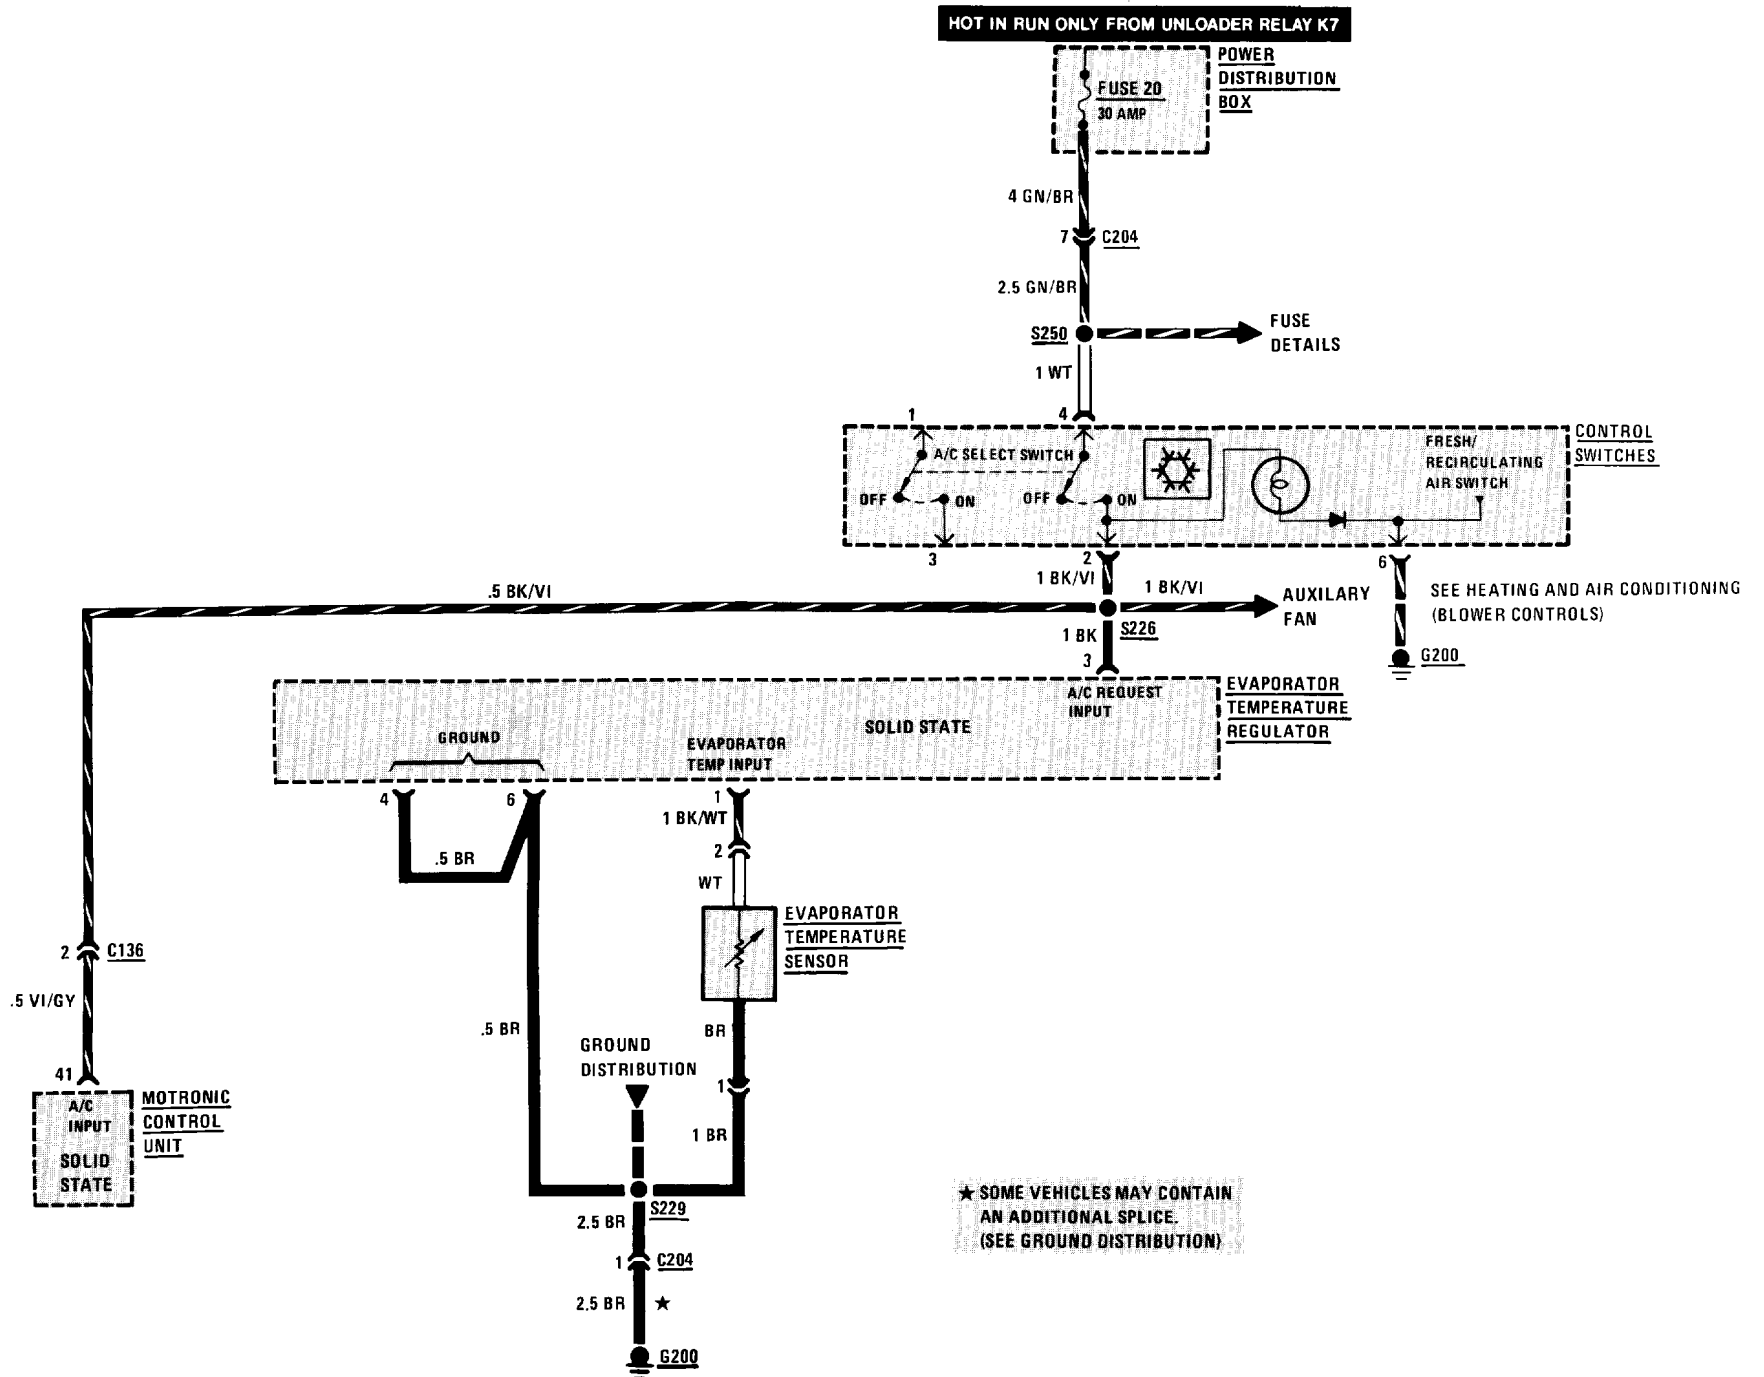 HOT IN RUN ONLY FROM UNLOADER RELAY K7
POWER
DISTRIBUTION
BOX
FUSE 20
30 AMP
4 GN/BR
7
C204
2.5 GN/BR
S250
FUSE
DETAILS
1 WT
1
4
CONTROL
SWITCHES
A/C SELECT SWITCH
FRESH/
RECIRCULATING
AIR SWITCH
OFF
ON
OFF
ON
3
2
6
1 BK/VI
.5 BK/VI
1 BK/VI
AUXILARY
FAN
SEE HEATING AND AIR CONDITIONING
(BLOWER CONTROLS)
S226
1 BK
3
G200
A/C REQUEST
INPUT
EVAPORATOR
TEMPERATURE
REGULATOR
SOLID STATE
GROUND
EVAPORATOR
TEMP INPUT
4
6
1
1 BK/WT
.5 BR
2
WT
EVAPORATOR
TEMPERATURE
SENSOR
2
C136
.5 VI/GY
.5 BR
BR
GROUND
DISTRIBUTION
41
1
A/C
INPUT
SOLID
STATE
MOTRONIC
CONTROL
UNIT
1 BR
S229
2.5 BR
1
C204
2.5 BR
★
G200
★ SOME VEHICLES MAY CONTAIN
AN ADDITIONAL SPLICE.
(SEE GROUND DISTRIBUTION)